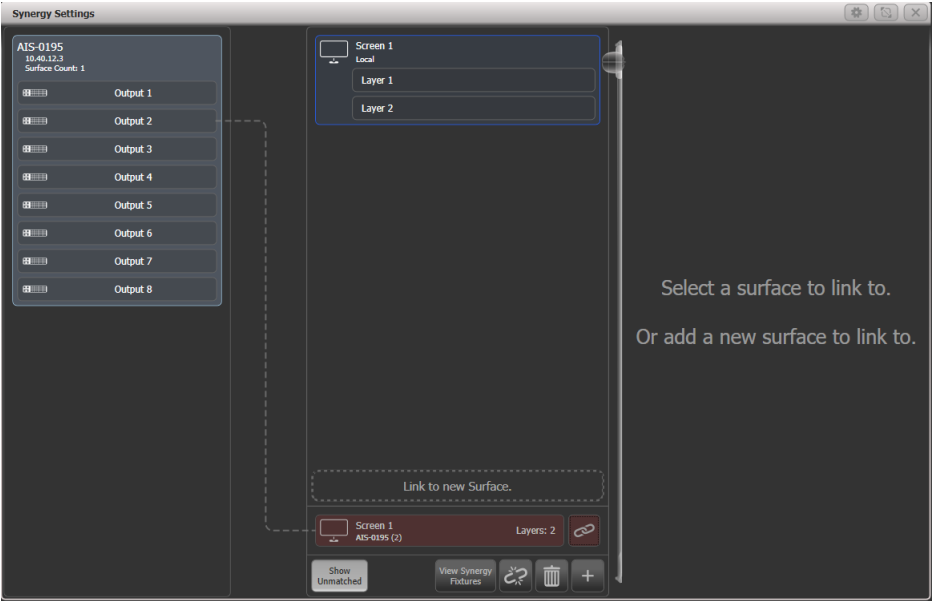 Synergy Settings
AIS-0195
10.40.12.3
Surface Count: 1
Output 1
Output 2
Output 3
Output 4
Output 5
Output 6
Output 7
Output 8
Screen 1
Local
Layer 1
Layer 2
Link to new Surface.
Screen 1
AIS-0195 (2)
Layers: 2
Show
Unmatched
View Synergy
Fixtures
Select a surface to link to.
Or add a new surface to link to.